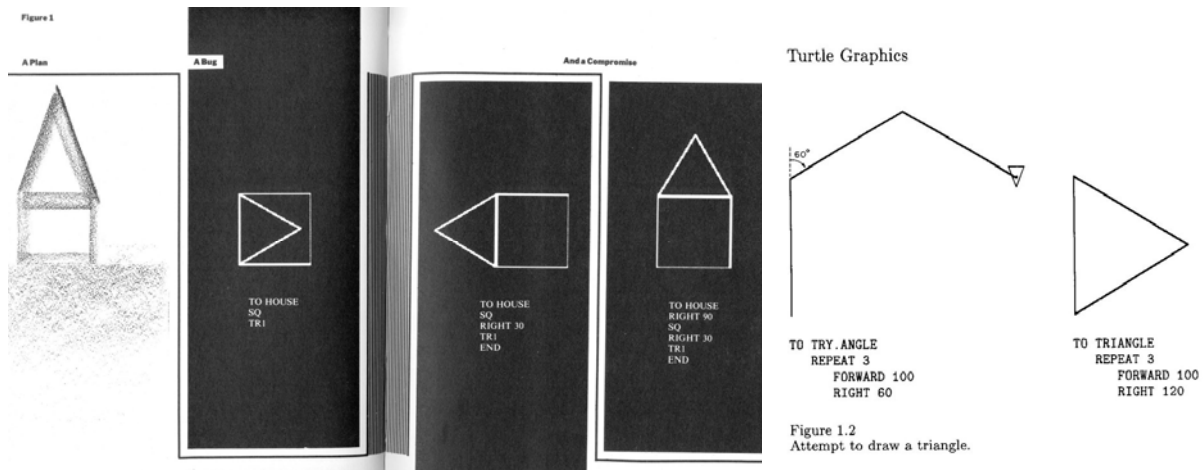 Figure 1
A Plan
A Bug
And a Compromise
TO HOUSE
SQ
TR1
TO HOUSE
SQ
RIGHT 30
TR1
END
TO HOUSE
RIGHT 90
SQ
RIGHT 30
TR1
END
Turtle Graphics
60°
TO TRY.ANGLE
REPEAT 3
FORWARD 100
RIGHT 60
TO TRIANGLE
REPEAT 3
FORWARD 100
RIGHT 120
Figure 1.2
Attempt to draw a triangle.